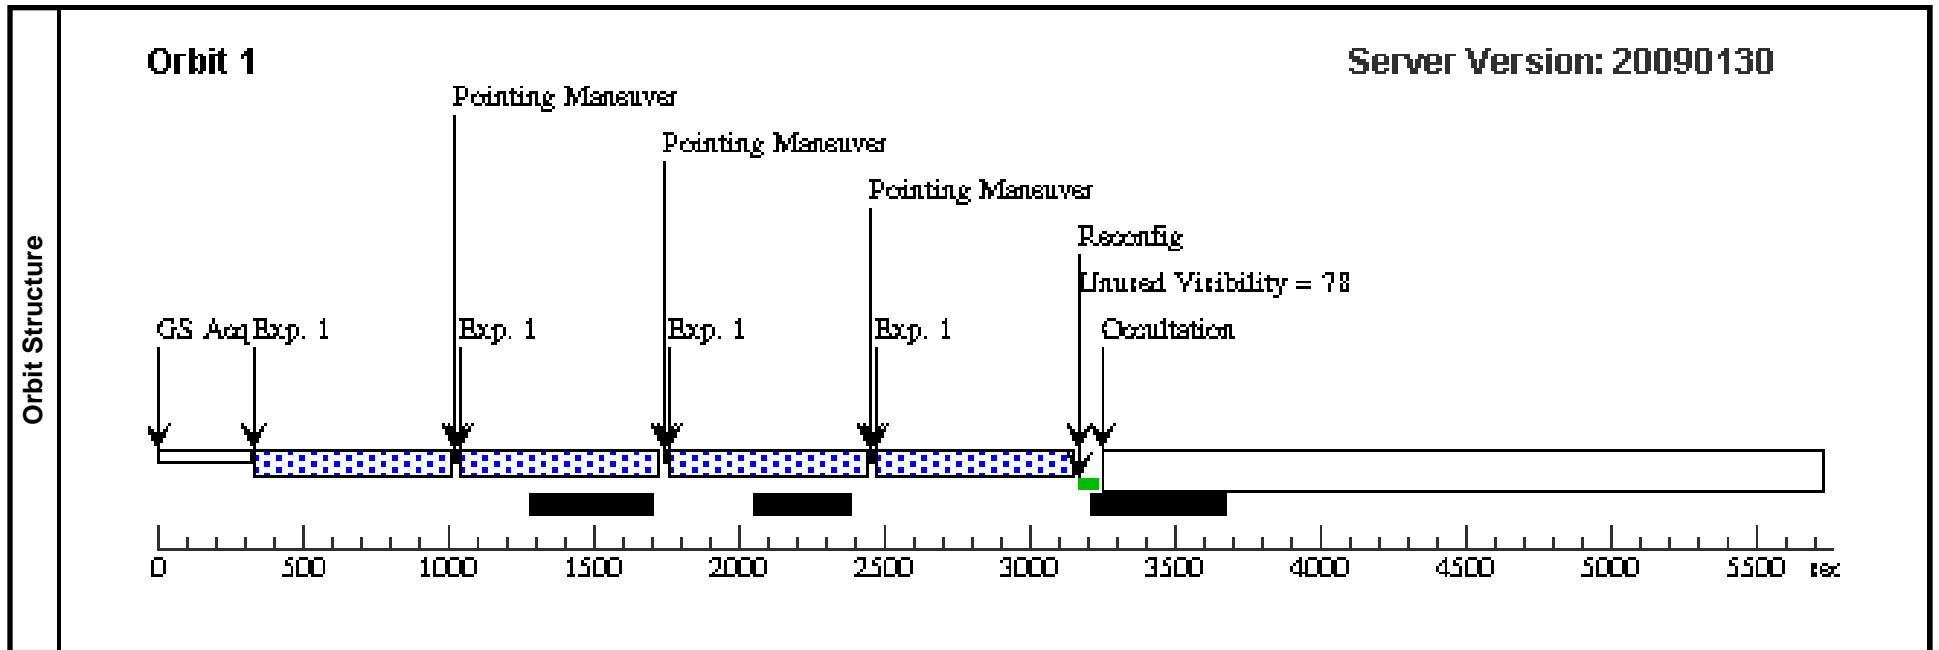 Orbit Structure
Orbit 1
Server Version: 20090130
Pointing Maneuver
Pointing Maneuver
Pointing Maneuver
Reconfig
Unused Visibility = 78
GS Acq Exp. 1 Exp. 1 Exp. 1 Exp. 1 Occultation
0 500 1000 1500 2000 2500 3000 3500 4000 4500 5000 5500 sec